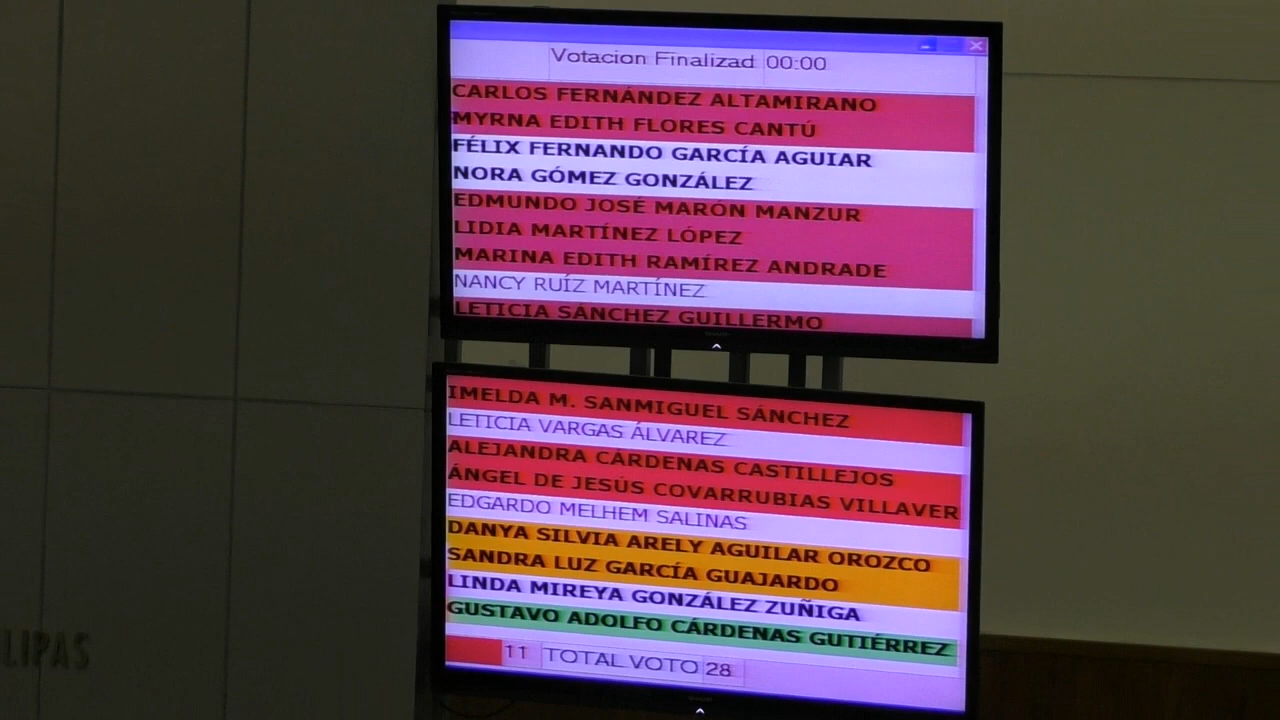 Votacion Finalizad 00:00
CARLOS FERNÁNDEZ ALTAMIRANO
MYRNA EDITH FLORES CANTÚ
FÉLIX FERNANDO GARCÍA AGUIAR
NORA GÓMEZ GONZÁLEZ
EDMUNDO JOSÉ MARÓN MANZUR
LIDIA MARTÍNEZ LÓPEZ
MARINA EDITH RAMÍREZ ANDRADE
NANCY RUÍZ MARTÍNEZ
LETICIA SÁNCHEZ GUILLERMO
IMELDA M. SANMIGUEL SÁNCHEZ
LETICIA VARGAS ÁLVAREZ
ALEJANDRA CÁRDENAS CASTILLEJOS
ÁNGEL DE JESÚS COVARRUBIAS VILLAVER
EDGARDO MELHEM SALINAS
DANYA SILVIA ARELY AGUILAR OROZCO
SANDRA LUZ GARCÍA GUAJARDO
LINDA MIREYA GONZÁLEZ ZUÑIGA
GUSTAVO ADOLFO CÁRDENAS GUTIÉRREZ
11 TOTAL VOTO 28
LIPAS